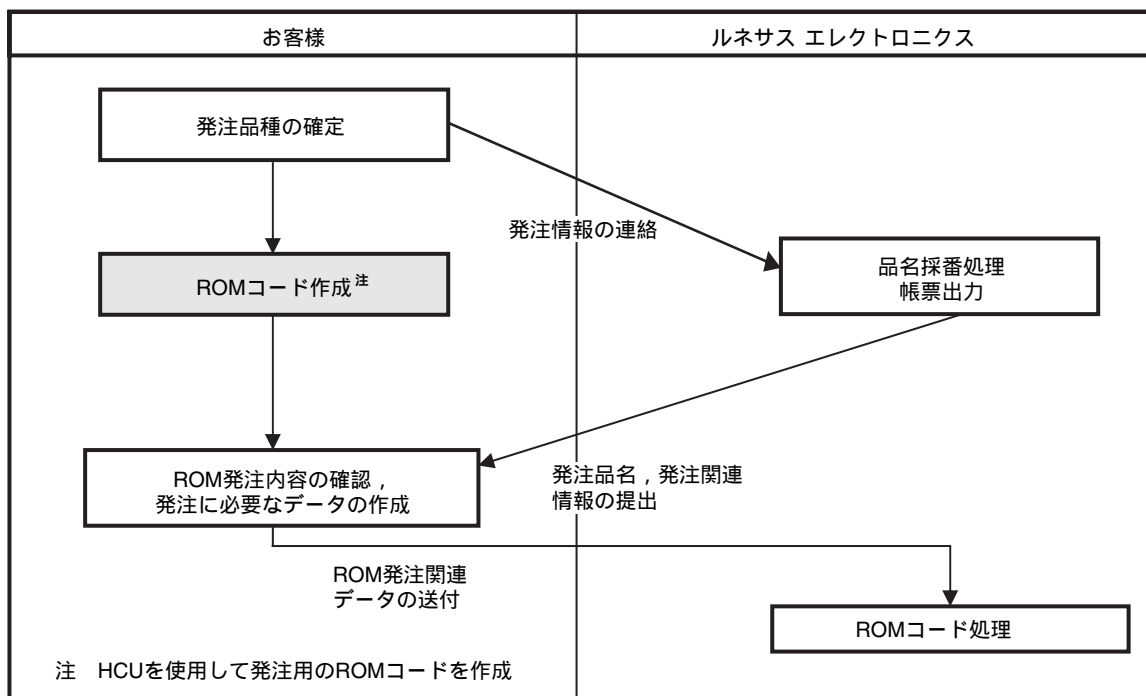 お客様
ルネサス エレクトロニクス
発注品種の確定
発注情報の連絡
品名採番処理
帳票出力
ROMコード作成注
ROM発注内容の確認，
発注に必要なデータの作成
発注品名，発注関連
情報の提出
ROM発注関連
データの送付
ROMコード処理
注 HCUを使用して発注用のROMコードを作成